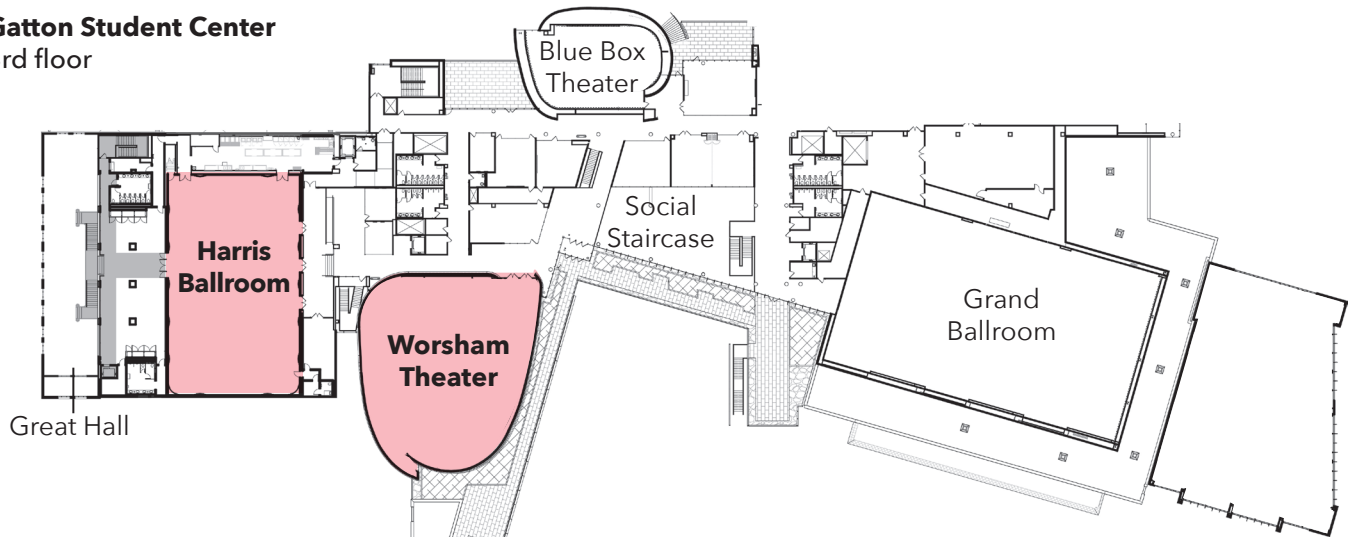 Gatton Student Center
rd floor
Blue Box
Theater
Social
Staircase
Harris
Ballroom
Grand
Ballroom
Worsham
Theater
Great Hall